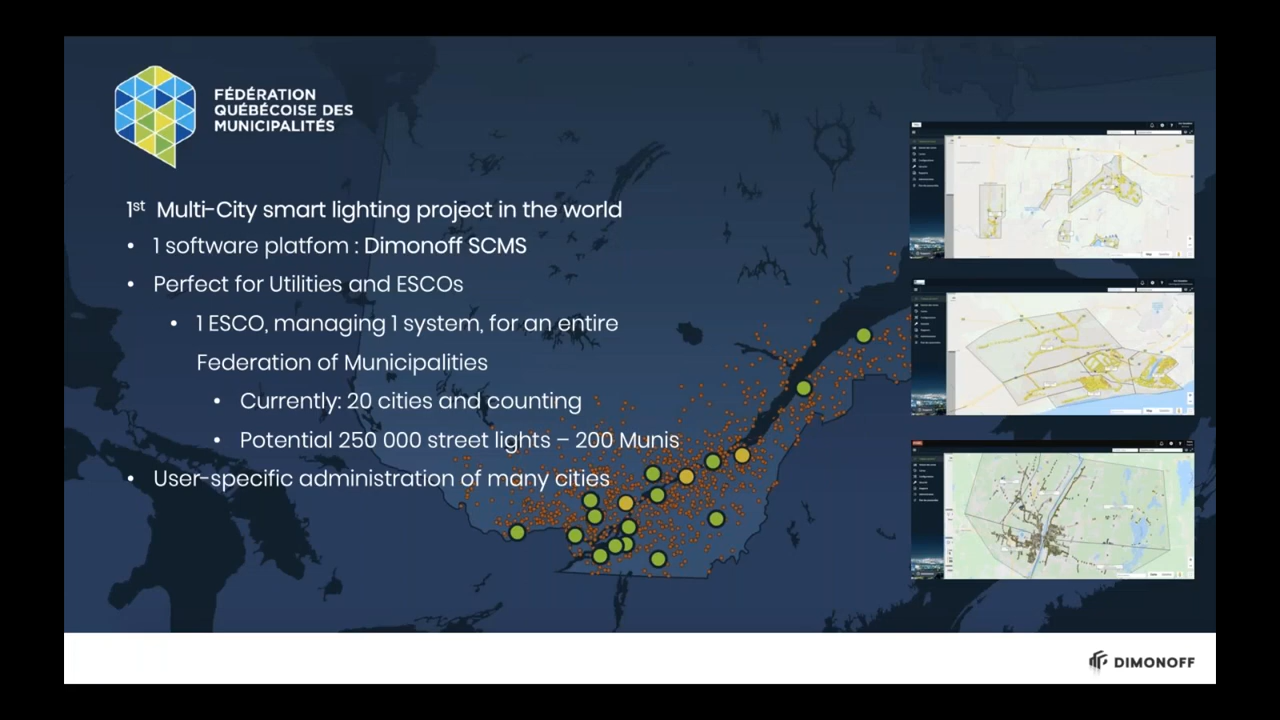 FÉDÉRATION
QUÉBÉCOISE DES
MUNICIPALITÉS
1st Multi-City smart lighting project in the world
• 1 software platfom : Dimonoff SCMS
• Perfect for Utilities and ESCOs
• 1 ESCO, managing 1 system, for an entire
Federation of Municipalities
• Currently: 20 cities and counting
• Potential 250 000 street lights – 200 Munis
• User-specific administration of many cities
DIMONOFF